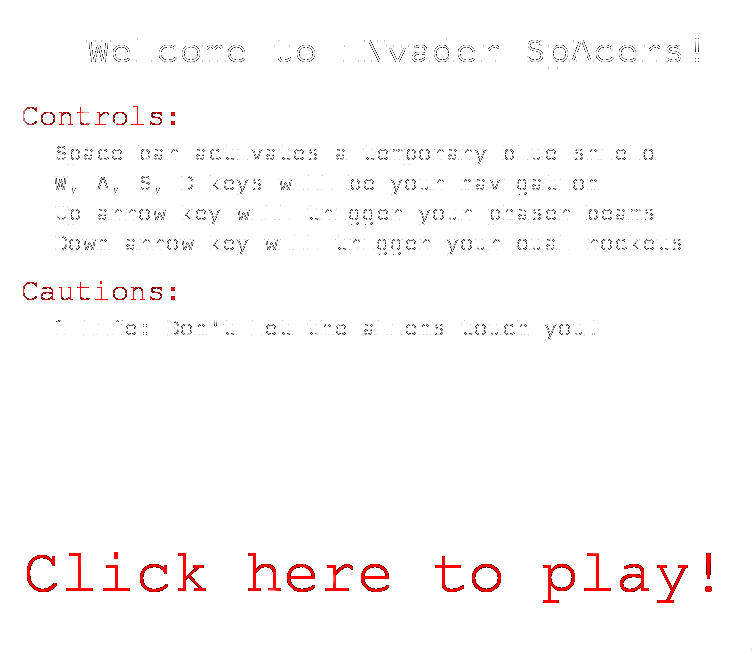 Welcome to iNvader SpAcers!
Controls:
Space bar activates a temporary blue shield
W, A, S, D keys will be your navigation
Up arrow key will trigger your phaser beams
Down arrow key will trigger your dual rockets
Cautions:
1 life: Don't let the aliens touch you!
Click here to play!